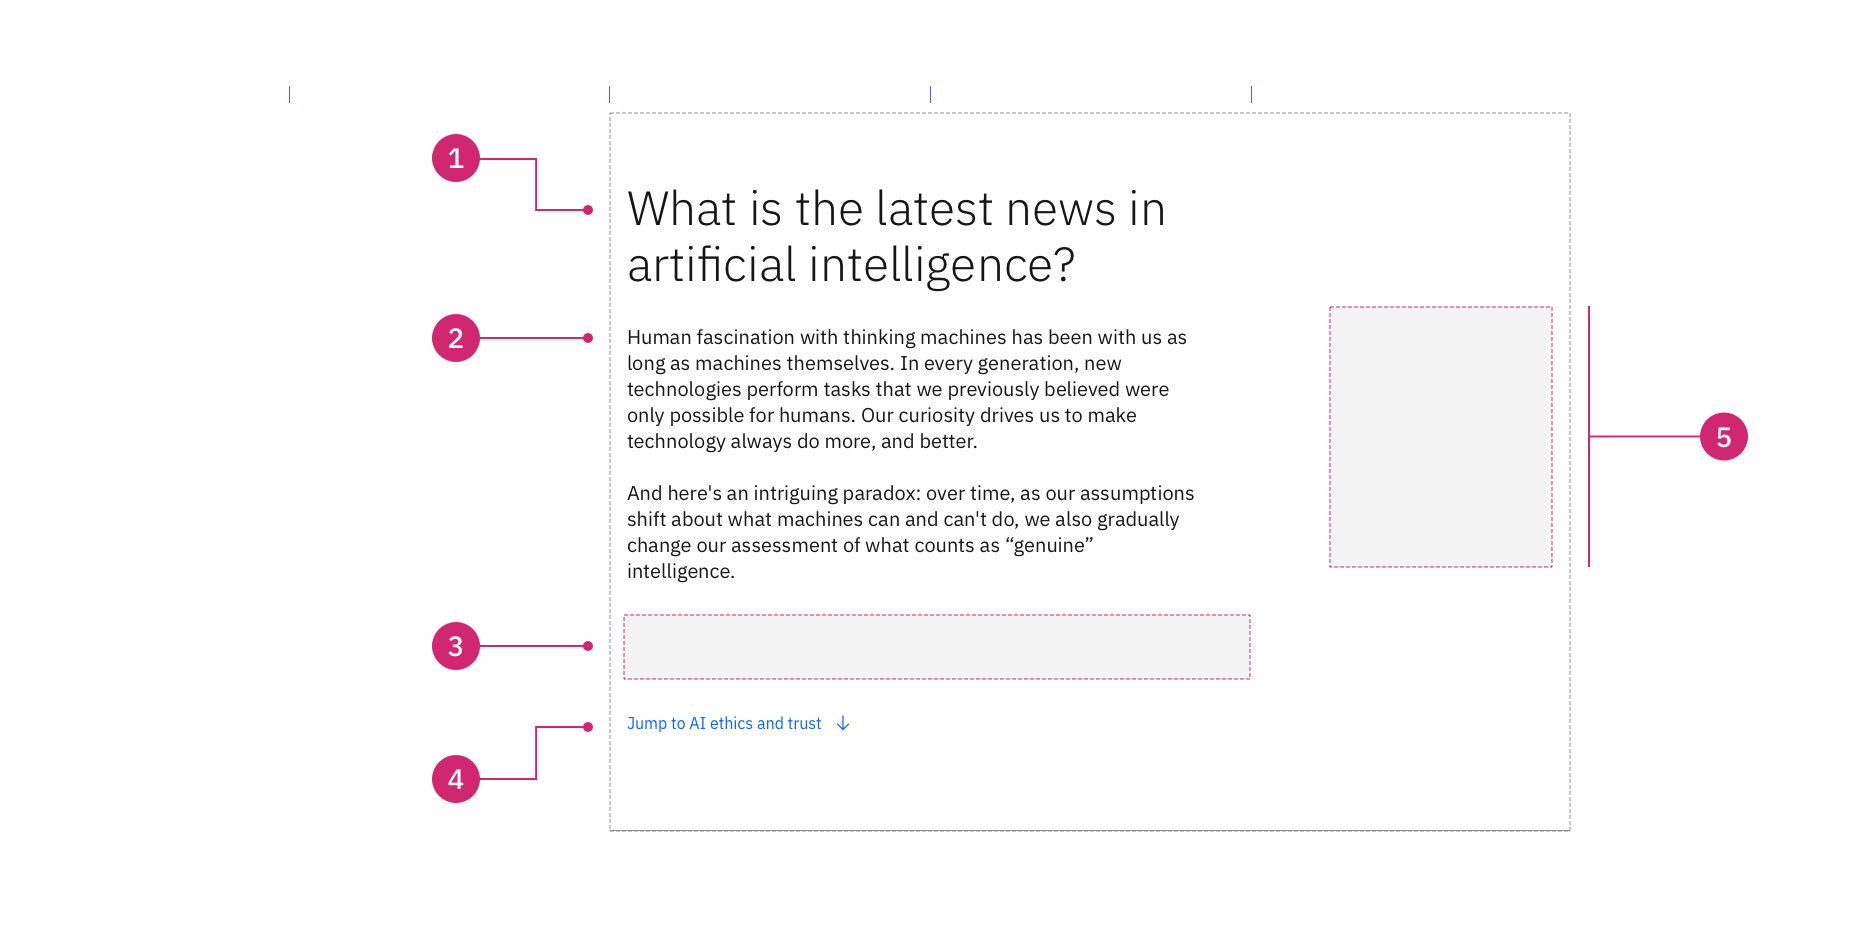 1
What is the latest news in
artificial intelligence?
2
Human fascination with thinking machines has been with us as
long as machines themselves. In every generation, new
technologies perform tasks that we previously believed were
only possible for humans. Our curiosity drives us to make
technology always do more, and better.
5
And here's an intriguing paradox: over time, as our assumptions
shift about what machines can and can't do, we also gradually
change our assessment of what counts as “genuine”
intelligence.
3
Jump to AI ethics and trust
4